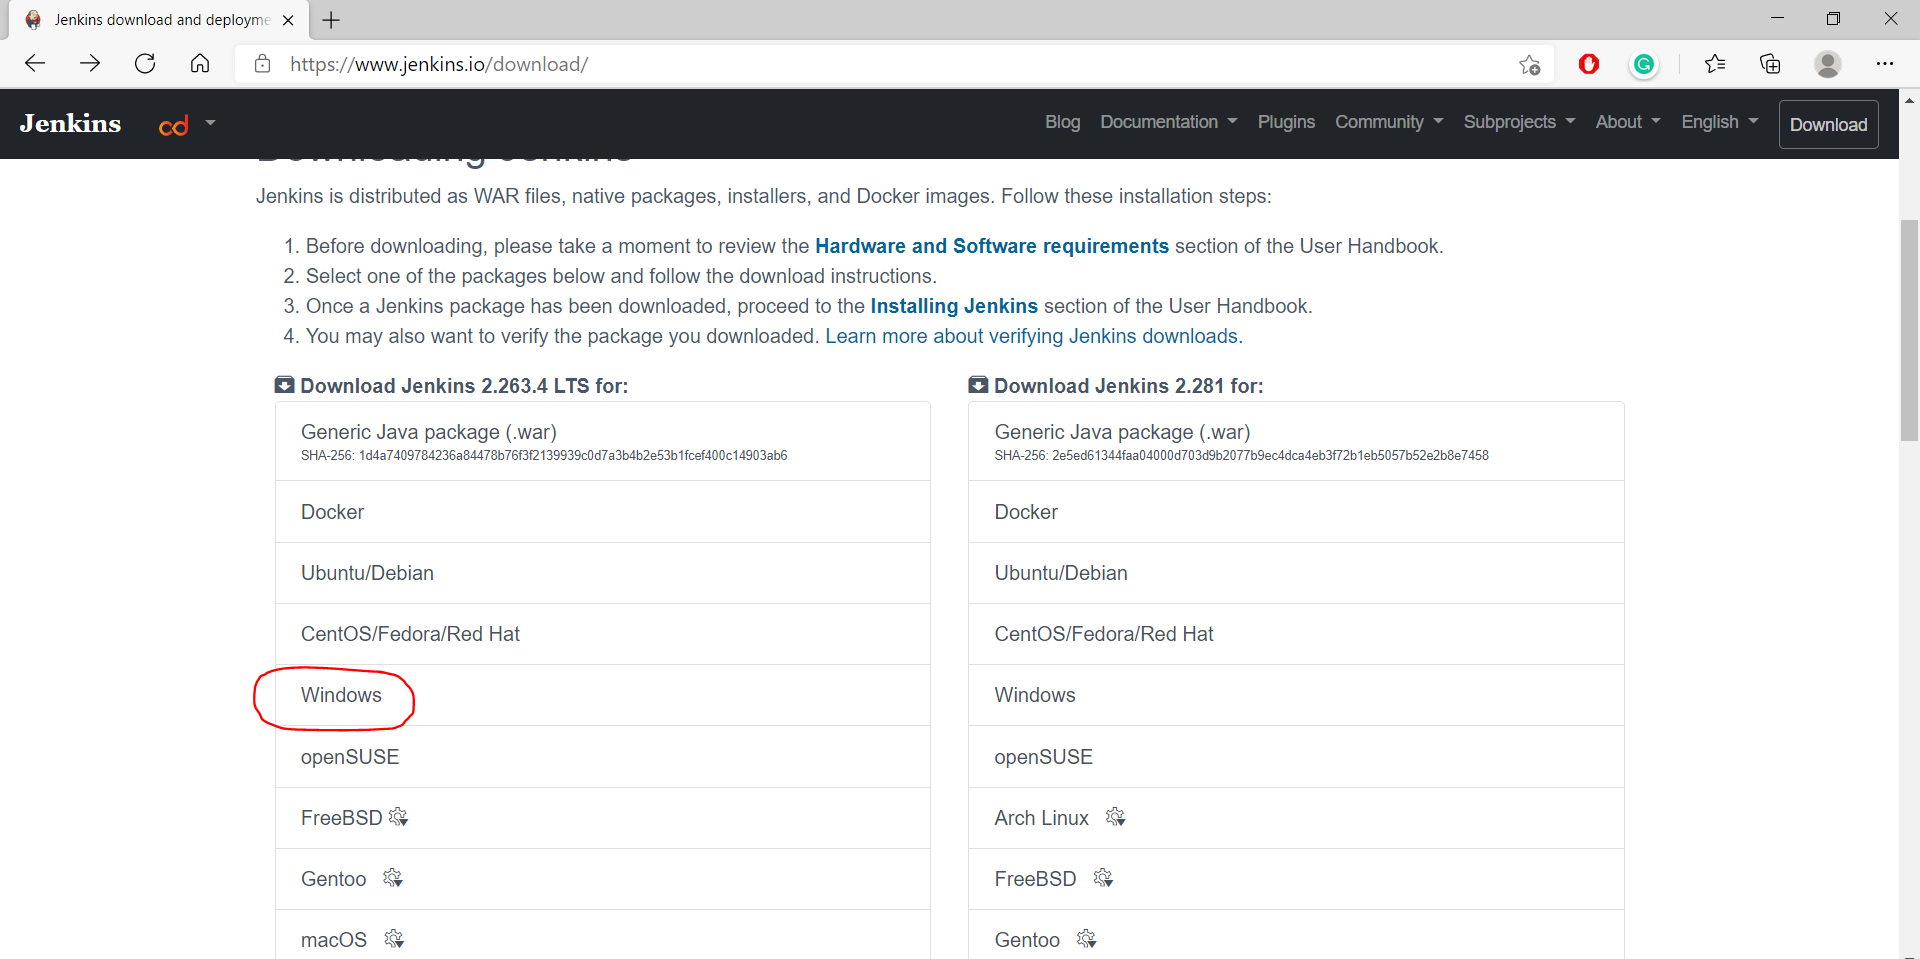 Jenkins download and deployme
https://www.jenkins.io/download/
Jenkins cd Blog Documentation Plugins Community Subprojects About English Download
Downloading Jenkins
Jenkins is distributed as WAR files, native packages, installers, and Docker images. Follow these installation steps:
1. Before downloading, please take a moment to review the Hardware and Software requirements section of the User Handbook.
2. Select one of the packages below and follow the download instructions.
3. Once a Jenkins package has been downloaded, proceed to the Installing Jenkins section of the User Handbook.
4. You may also want to verify the package you downloaded. Learn more about verifying Jenkins downloads.
Download Jenkins 2.263.4 LTS for:
Generic Java package (.war)
SHA-256: 1d4a7409784236a84478b76f3f2139939c0d7a3b4b2e53b1fcef400c14903ab6
Docker
Ubuntu/Debian
CentOS/Fedora/Red Hat
Windows
openSUSE
FreeBSD
Gentoo
macOS
Download Jenkins 2.281 for:
Generic Java package (.war)
SHA-256: 2e5ed61344faa04000d703d9b2077b9ec4dca4eb3f72b1eb5057b52e2b8e7458
Docker
Ubuntu/Debian
CentOS/Fedora/Red Hat
Windows
openSUSE
Arch Linux
FreeBSD
Gentoo